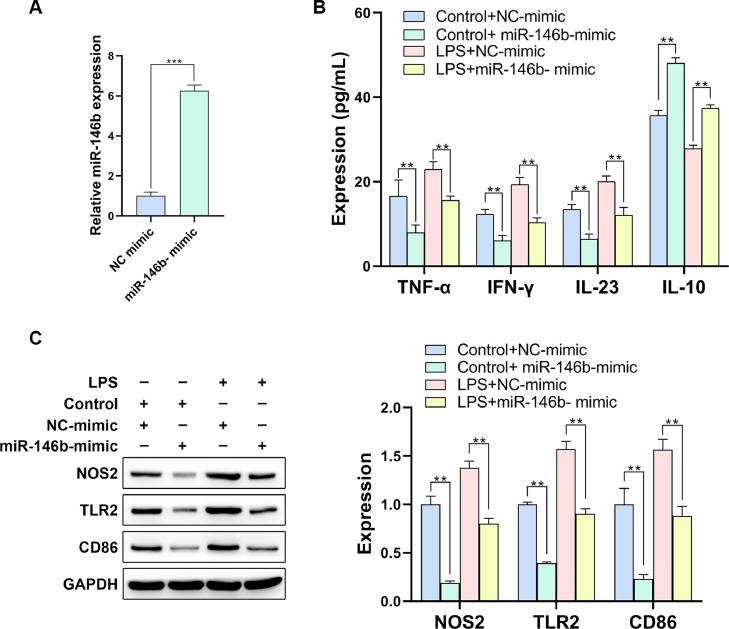 A
Relative miR-146b expression
8
6
4
2
0
***
NC mimic
miR-146b- mimic
B
Control+NC-mimic
Control+ miR-146b-mimic
LPS+NC-mimic
LPS+miR-146b- mimic
Expression (pg/mL)
60
40
20
0
** ** ** ** ** ** ** **
TNF-α IFN-γ IL-23 IL-10
C
LPS – – + +
Control + + – –
NC-mimic + – + –
miR-146b-mimic – + – +
NOS2
TLR2
CD86
GAPDH
Control+NC-mimic
Control+ miR-146b-mimic
LPS+NC-mimic
LPS+miR-146b- mimic
Expression
2.0
1.5
1.0
0.5
0.0
** ** ** ** ** **
NOS2 TLR2 CD86